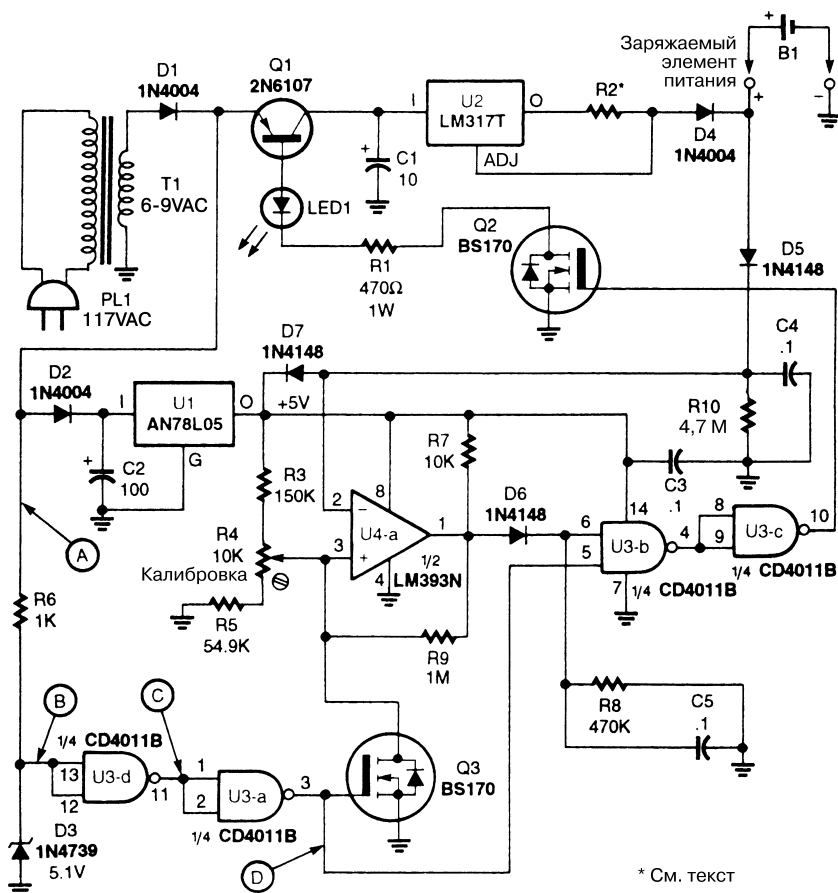 D1
1N4004
Q1
2N6107
I
U2
LM317T
O
ADJ
R2*
Заряжаемый
элемент
питания
+
B1
+
−
D4
1N4004
T1
6-9VAC
+
C1
10
LED1
PL1
117VAC
R1
470Ω
1W
Q2
BS170
D5
1N4148
D2
1N4004
I
U1
AN78L05
O
G
+5V
D7
1N4148
C4
.1
R10
4,7 M
+
C2
100
R3
150K
R7
10K
C3
.1
A
R4
10K
Калибровка
2
−
8
U4-a
1
3
+
4
1/2
LM393N
D6
1N4148
6
5
14
U3-b
4
7
1/4 CD4011B
8
9
U3-c
10
1/4 CD4011B
R6
1K
R5
54.9K
R9
1M
R8
470K
C5
.1
B
C
1/4 CD4011B
13
12
U3-d
11
1
2
U3-a
3
1/4 CD4011B
Q3
BS170
D3
1N4739
5.1V
D
* См. текст